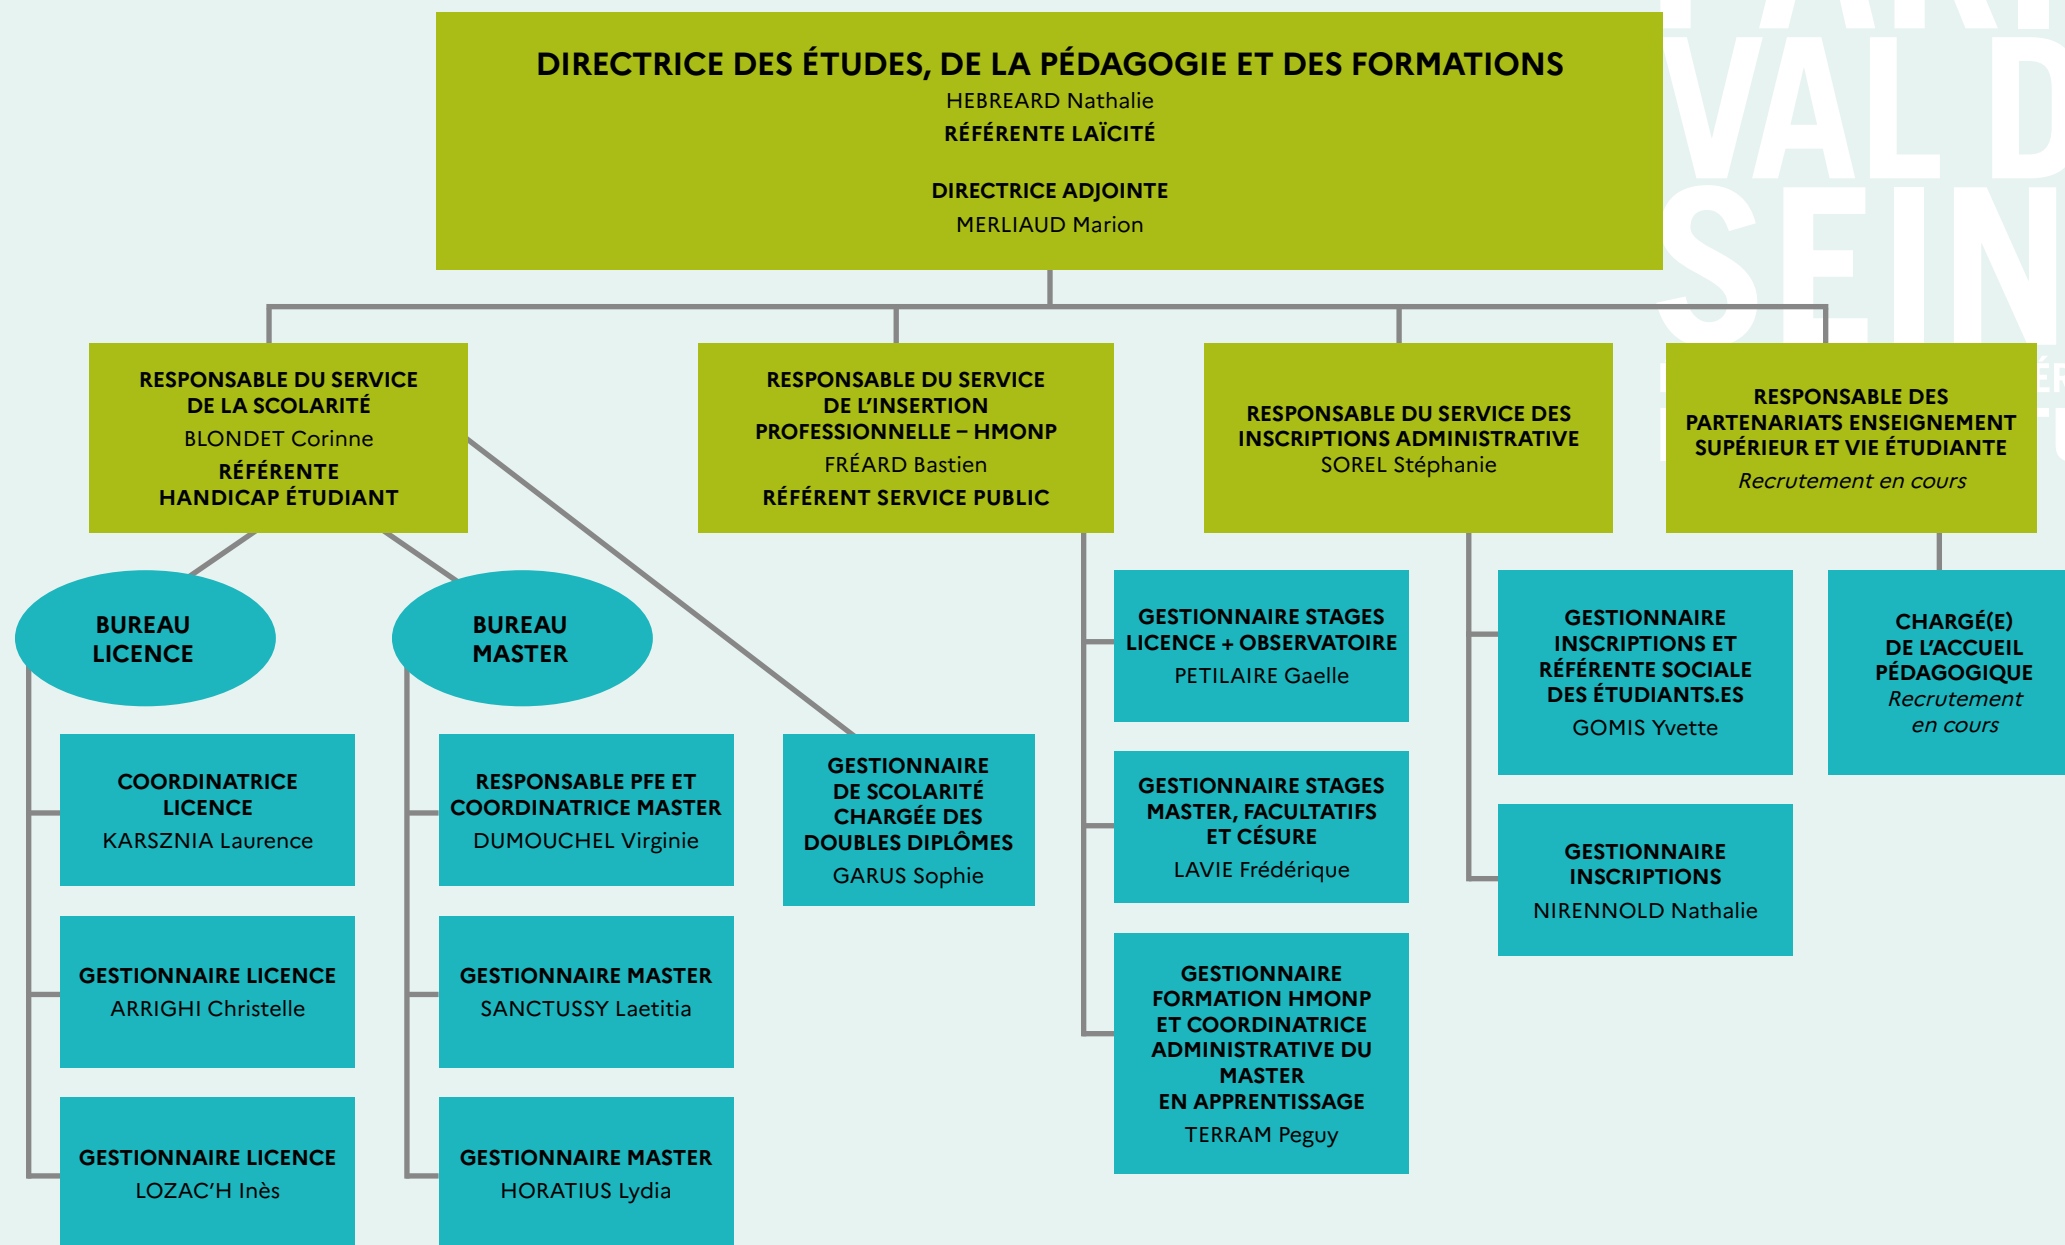 DIRECTRICE DES ÉTUDES, DE LA PÉDAGOGIE ET DES FORMATIONS
HEBREARD Nathalie
RÉFÉRENTE LAÏCITÉ
DIRECTRICE ADJOINTE
MERLIAUD Marion
VAL D
SEIN
RESPONSABLE DU SERVICE
DE LA SCOLARITÉ
BLONDET Corinne
RÉFÉRENTE
HANDICAP ÉTUDIANT
RESPONSABLE DU SERVICE
DE L’INSERTION
PROFESSIONNELLE – HMONP
FRÉARD Bastien
RÉFÉRENT SERVICE PUBLIC
RESPONSABLE DU SERVICE DES
INSCRIPTIONS ADMINISTRATIVE
SOREL Stéphanie
RESPONSABLE DES
PARTENARIATS ENSEIGNEMENT
SUPÉRIEUR ET VIE ÉTUDIANTE
Recrutement en cours
BUREAU
LICENCE
COORDINATRICE
LICENCE
KARSZNIA Laurence
GESTIONNAIRE LICENCE
ARRIGHI Christelle
GESTIONNAIRE LICENCE
LOZAC’H Inès
BUREAU
MASTER
RESPONSABLE PFE ET
COORDINATRICE MASTER
DUMOUCHEL Virginie
GESTIONNAIRE MASTER
SANCTUSSY Laetitia
GESTIONNAIRE MASTER
HORATIUS Lydia
GESTIONNAIRE
DE SCOLARITÉ
CHARGÉE DES
DOUBLES DIPLÔMES
GARUS Sophie
GESTIONNAIRE STAGES
LICENCE + OBSERVATOIRE
PETILAIRE Gaelle
GESTIONNAIRE STAGES
MASTER, FACULTATIFS
ET CÉSURE
LAVIE Frédérique
GESTIONNAIRE
FORMATION HMONP
ET COORDINATRICE
ADMINISTRATIVE DU
MASTER
EN APPRENTISSAGE
TERRAM Peguy
GESTIONNAIRE
INSCRIPTIONS ET
RÉFÉRENTE SOCIALE
DES ÉTUDIANTS.ES
GOMIS Yvette
GESTIONNAIRE
INSCRIPTIONS
NIRENNOLD Nathalie
CHARGÉ(E)
DE L’ACCUEIL
PÉDAGOGIQUE
Recrutement
en cours